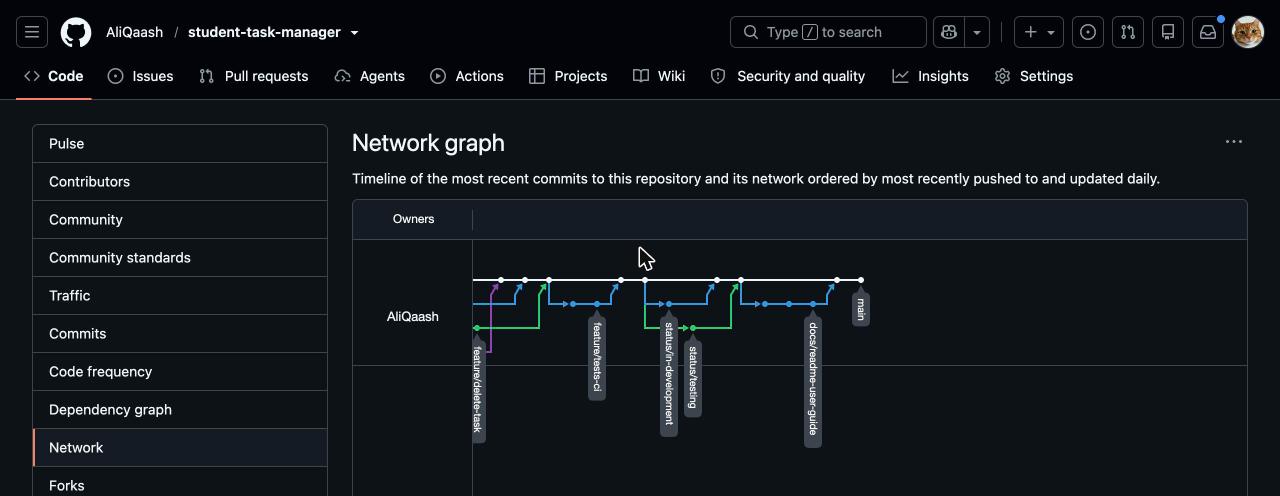 AliQaash / student-task-manager
Type / to search
Code
Issues
Pull requests
Agents
Actions
Projects
Wiki
Security and quality
Insights
Settings
Pulse
Contributors
Community
Community standards
Traffic
Commits
Code frequency
Dependency graph
Network
Forks
Network graph
Timeline of the most recent commits to this repository and its network ordered by most recently pushed to and updated daily.
Owners
AliQaash
feature/delete-task
feature/tests-ci
status/in-development
status/testing
docs/readme-user-guide
main